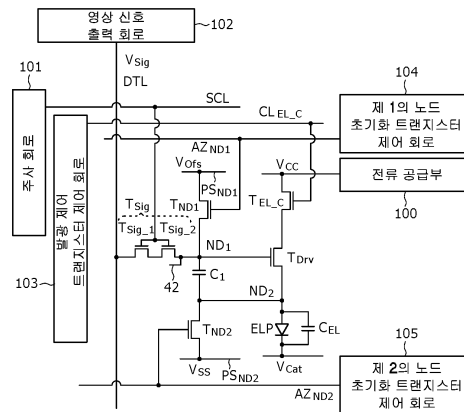 영상 신호
출력 회로
102
101
주사 회로
V_Sig
DTL
SCL
CL_EL_C
AZ_ND1
104
제 1의 노드
초기화 트랜지스터
제어 회로
V_Ofs
PS_ND1
V_CC
전류 공급부
100
T_Sig
T_Sig_1
T_Sig_2
T_ND1
T_EL_C
발광 제어
트랜지스터 제어 회로
103
ND_1
T_Drv
42
C_1
ND_2
T_ND2
ELP
C_EL
V_SS
PS_ND2
V_Cat
105
제 2의 노드
초기화 트랜지스터
제어 회로
AZ_ND2